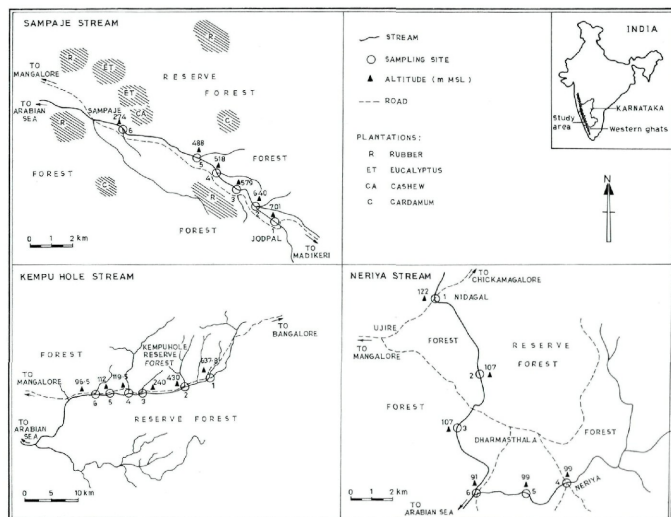 SAMPAJE STREAM
TO MANGALORE
TO ARABIAN SEA
R
R
ET
ET
CA
R
C
C
R
RESERVE
FOREST
SAMPAJE
274
6
488
5
518
4
579
3
640
2
701
1
FOREST
FOREST
FOREST
JODPAL
TO MADIKERI
0 1 2 km
STREAM
SAMPLING SITE
ALTITUDE (m MSL)
ROAD
PLANTATIONS:
R RUBBER
ET EUCALYPTUS
CA CASHEW
C CARDAMUM
INDIA
KARNATAKA
Study area
Western ghats
N
KEMPU HOLE STREAM
TO BANGALORE
FOREST
KEMPUHOLE RESERVE FOREST
TO MANGALORE
96·5
6
112
5
119·5
4
240
3
430
2
1
RESERVE FOREST
TO ARABIAN SEA
0 5 10 km
NERIYA STREAM
TO CHICKAMAGALORE
122
1
NIDAGAL
UJIRE
TO MANGALORE
FOREST
RESERVE
FOREST
107
2
FOREST
107
3
DHARMASTHALA
FOREST
91
6
99
5
99
4
NERIYA
TO ARABIAN SEA
0 1 2 km